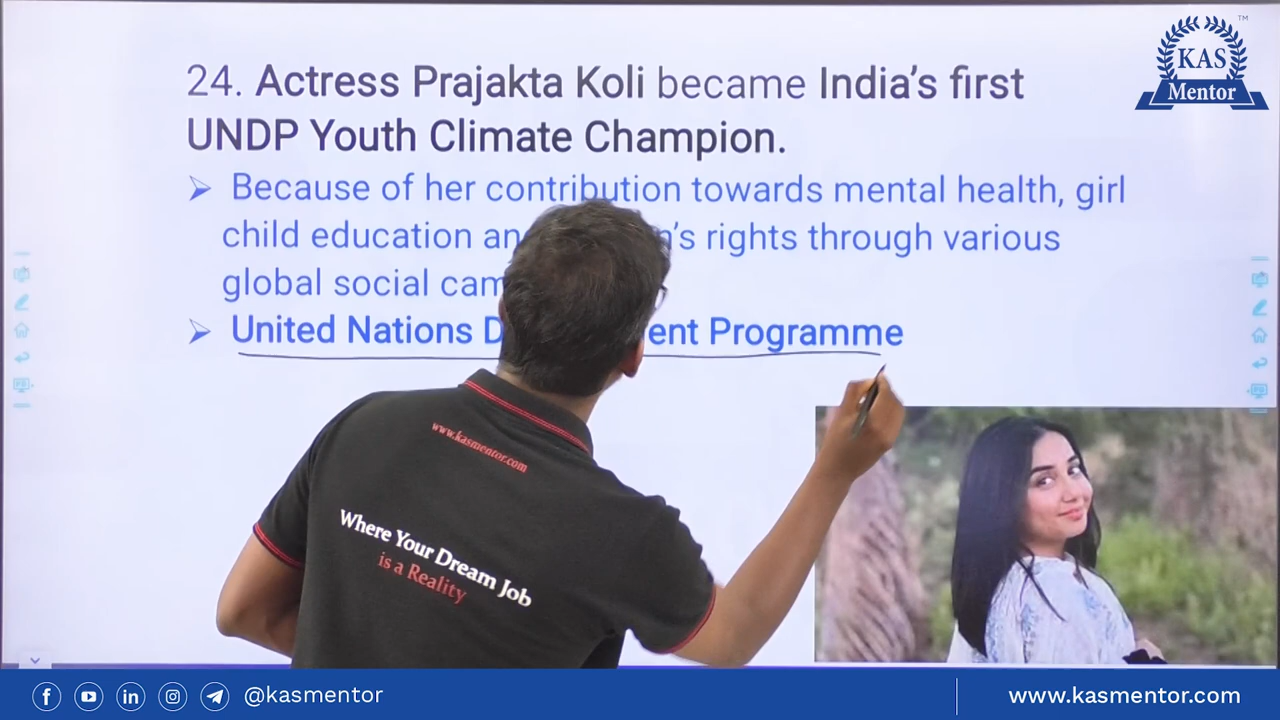 TM
KAS
Mentor
24. Actress Prajakta Koli became India's first
UNDP Youth Climate Champion.
Because of her contribution towards mental health, girl
child education an 's rights through various
global social cam
United Nations D ent Programme
www.kasmentor.com
Where Your Dream Job
is a Reality
@kasmentor
www.kasmentor.com